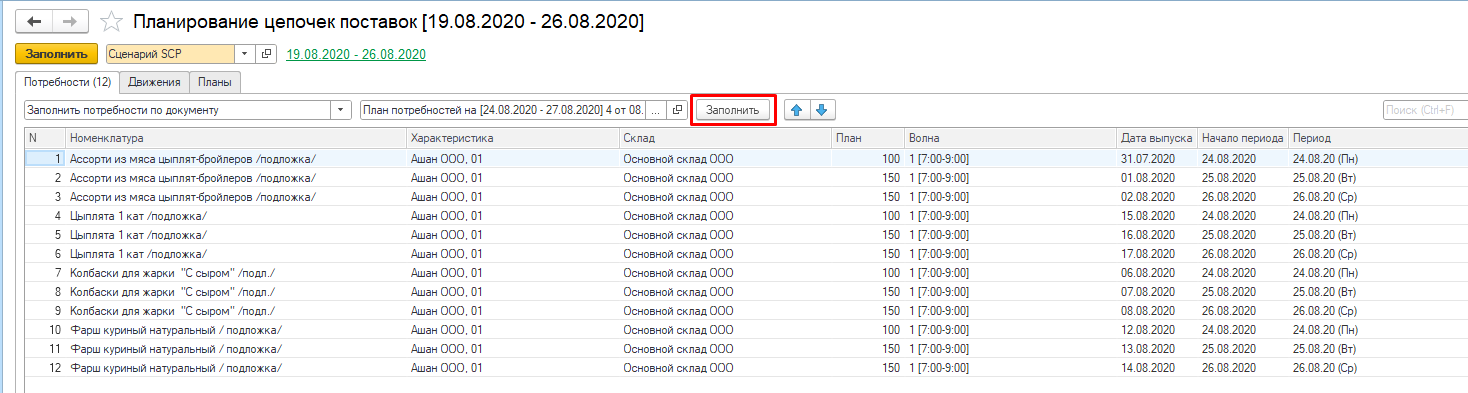 Планирование цепочек поставок [19.08.2020 - 26.08.2020]
Заполнить Сценарий SCP 19.08.2020 - 26.08.2020
Потребности (12) Движения Планы
Заполнить потребности по документу План потребностей на [24.08.2020 - 27.08.2020] 4 от 08. ... Заполнить Поиск (Ctrl+F)
N Номенклатура Характеристика Склад План Волна Дата выпуска Начало периода Период
1 Ассорти из мяса цыплят-бройлеров /подложка/ Ашан ООО, 01 Основной склад ООО 100 1 [7:00-9:00] 31.07.2020 24.08.2020 24.08.20 (Пн)
2 Ассорти из мяса цыплят-бройлеров /подложка/ Ашан ООО, 01 Основной склад ООО 150 1 [7:00-9:00] 01.08.2020 25.08.2020 25.08.20 (Вт)
3 Ассорти из мяса цыплят-бройлеров /подложка/ Ашан ООО, 01 Основной склад ООО 150 1 [7:00-9:00] 02.08.2020 26.08.2020 26.08.20 (Ср)
4 Цыплята 1 кат /подложка/ Ашан ООО, 01 Основной склад ООО 100 1 [7:00-9:00] 15.08.2020 24.08.2020 24.08.20 (Пн)
5 Цыплята 1 кат /подложка/ Ашан ООО, 01 Основной склад ООО 150 1 [7:00-9:00] 16.08.2020 25.08.2020 25.08.20 (Вт)
6 Цыплята 1 кат /подложка/ Ашан ООО, 01 Основной склад ООО 150 1 [7:00-9:00] 17.08.2020 26.08.2020 26.08.20 (Ср)
7 Колбаски для жарки "С сыром" /подл./ Ашан ООО, 01 Основной склад ООО 100 1 [7:00-9:00] 06.08.2020 24.08.2020 24.08.20 (Пн)
8 Колбаски для жарки "С сыром" /подл./ Ашан ООО, 01 Основной склад ООО 150 1 [7:00-9:00] 07.08.2020 25.08.2020 25.08.20 (Вт)
9 Колбаски для жарки "С сыром" /подл./ Ашан ООО, 01 Основной склад ООО 150 1 [7:00-9:00] 08.08.2020 26.08.2020 26.08.20 (Ср)
10 Фарш куриный натуральный / подложка/ Ашан ООО, 01 Основной склад ООО 100 1 [7:00-9:00] 12.08.2020 24.08.2020 24.08.20 (Пн)
11 Фарш куриный натуральный / подложка/ Ашан ООО, 01 Основной склад ООО 150 1 [7:00-9:00] 13.08.2020 25.08.2020 25.08.20 (Вт)
12 Фарш куриный натуральный / подложка/ Ашан ООО, 01 Основной склад ООО 150 1 [7:00-9:00] 14.08.2020 26.08.2020 26.08.20 (Ср)